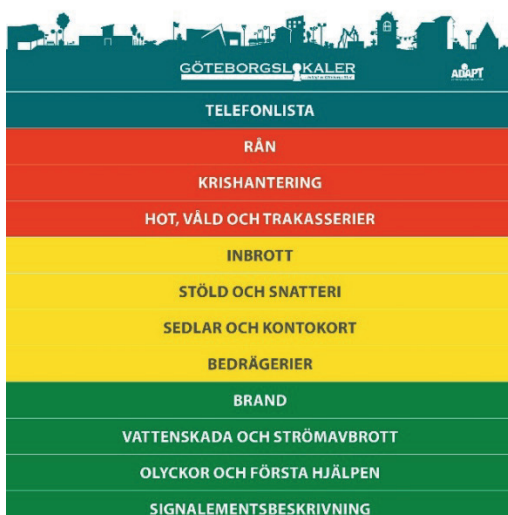 GÖTEBORGSLOKALER
ADAPT
TELEFONLISTA
RÅN
KRISHANTERING
HOT, VÅLD OCH TRAKASSERIER
INBROTT
STÖLD OCH SNATTERI
SEDLAR OCH KONTOKORT
BEDRÄGERIER
BRAND
VATTENSKADA OCH STRÖMAVBROTT
OLYCKOR OCH FÖRSTA HJÄLPEN
SIGNALEMENTSBESKRIVNING